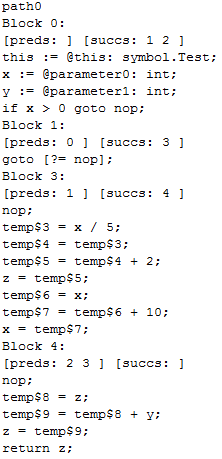 path0
Block 0:
[preds: ] [succs: 1 2 ]
this := @this: symbol.Test;
x := @parameter0: int;
y := @parameter1: int;
if x > 0 goto nop;
Block 1:
[preds: 0 ] [succs: 3 ]
goto [?= nop];
Block 3:
[preds: 1 ] [succs: 4 ]
nop;
temp$3 = x / 5;
temp$4 = temp$3;
temp$5 = temp$4 + 2;
z = temp$5;
temp$6 = x;
temp$7 = temp$6 + 10;
x = temp$7;
Block 4:
[preds: 2 3 ] [succs: ]
nop;
temp$8 = z;
temp$9 = temp$8 + y;
z = temp$9;
return z;